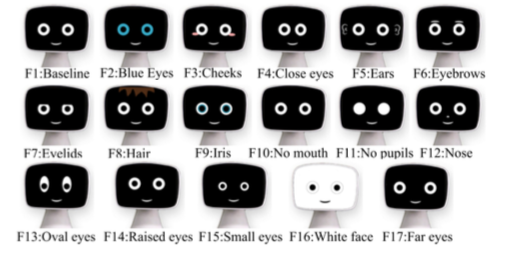 F1:Baseline F2:Blue Eyes F3:Cheeks F4:Close eyes F5:Ears F6:Eyebrows
F7:Eyelids F8:Hair F9:Iris F10:No mouth F11:No pupils F12:Nose
F13:Oval eyes F14:Raised eyes F15:Small eyes F16:White face F17:Far eyes